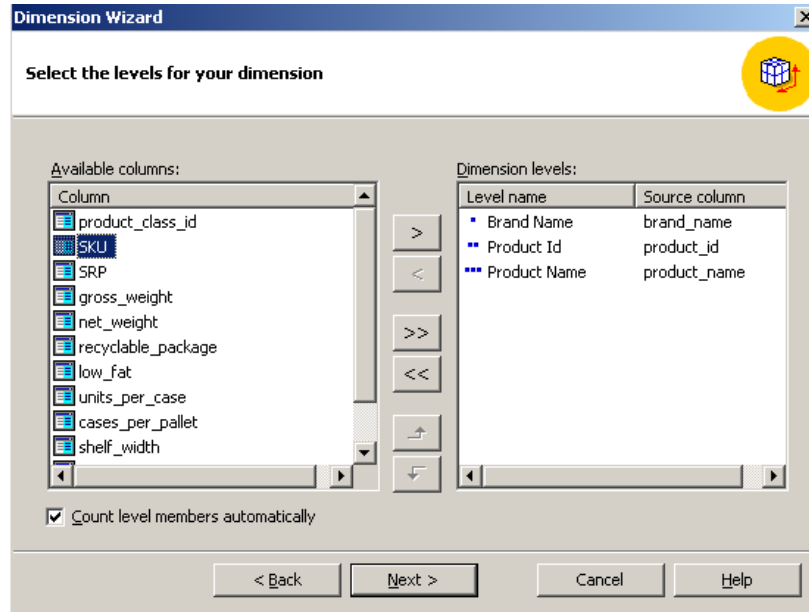 Dimension Wizard
Select the levels for your dimension
Available columns:
Column
product_class_id
SKU
SRP
gross_weight
net_weight
recyclable_package
low_fat
units_per_case
cases_per_pallet
shelf_width
>
<
>>
<<
Dimension levels:
Level name Source column
Brand Name brand_name
Product Id product_id
Product Name product_name
Count level members automatically
< Back Next > Cancel Help